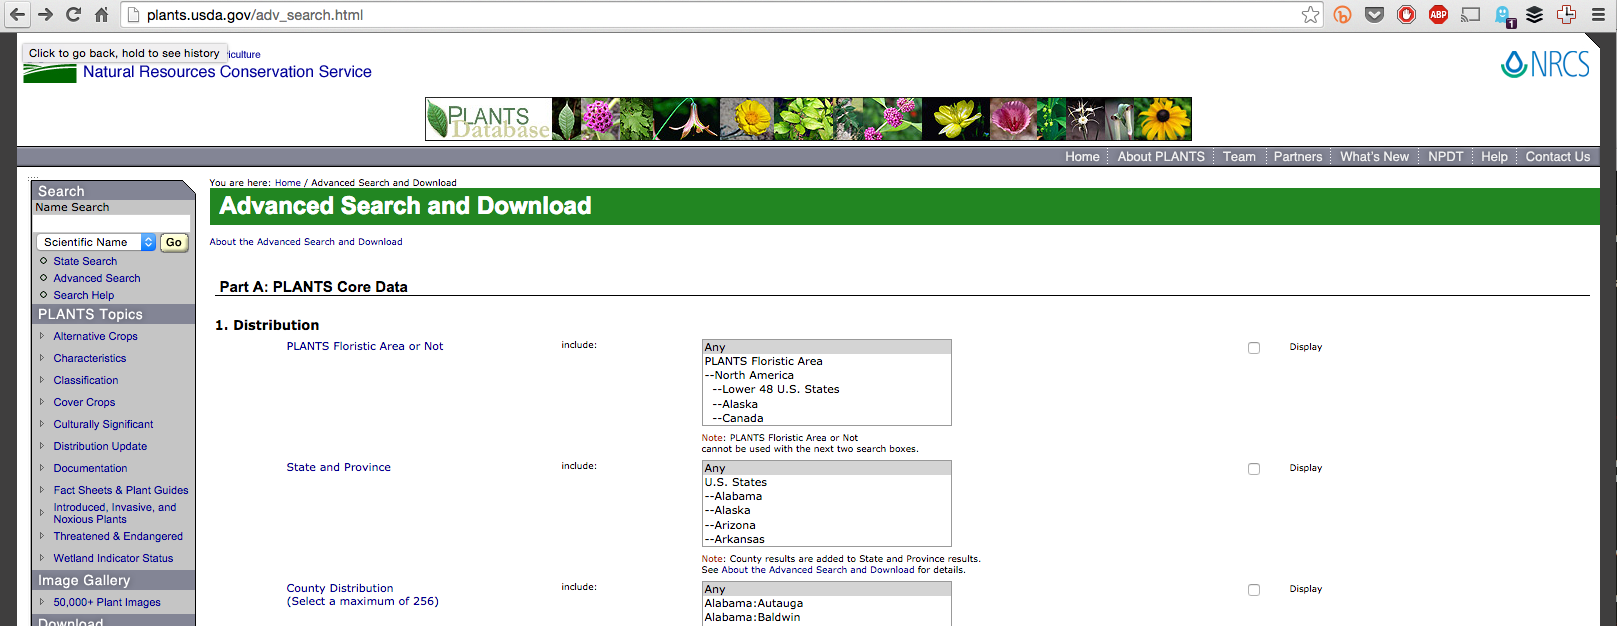 plants.usda.gov/adv_search.html
ABP
1
Click to go back, hold to see history
riculture
Natural Resources Conservation Service
NRCS
PLANTS
Database
Home About PLANTS Team Partners What's New NPDT Help Contact Us
You are here: Home / Advanced Search and Download
Search
Name Search
Scientific Name Go
State Search
Advanced Search
Search Help
PLANTS Topics
Alternative Crops
Characteristics
Classification
Cover Crops
Culturally Significant
Distribution Update
Documentation
Fact Sheets & Plant Guides
Introduced, Invasive, and
Noxious Plants
Threatened & Endangered
Wetland Indicator Status
Image Gallery
50,000+ Plant Images
Download
Advanced Search and Download
About the Advanced Search and Download
Part A: PLANTS Core Data
1. Distribution
PLANTS Floristic Area or Not include:
Any
PLANTS Floristic Area
--North America
--Lower 48 U.S. States
--Alaska
--Canada
Display
Note: PLANTS Floristic Area or Not
cannot be used with the next two search boxes.
State and Province include:
Any
U.S. States
--Alabama
--Alaska
--Arizona
--Arkansas
Display
Note: County results are added to State and Province results.
See About the Advanced Search and Download for details.
County Distribution
(Select a maximum of 256)
include:
Any
Alabama:Autauga
Alabama:Baldwin
Display